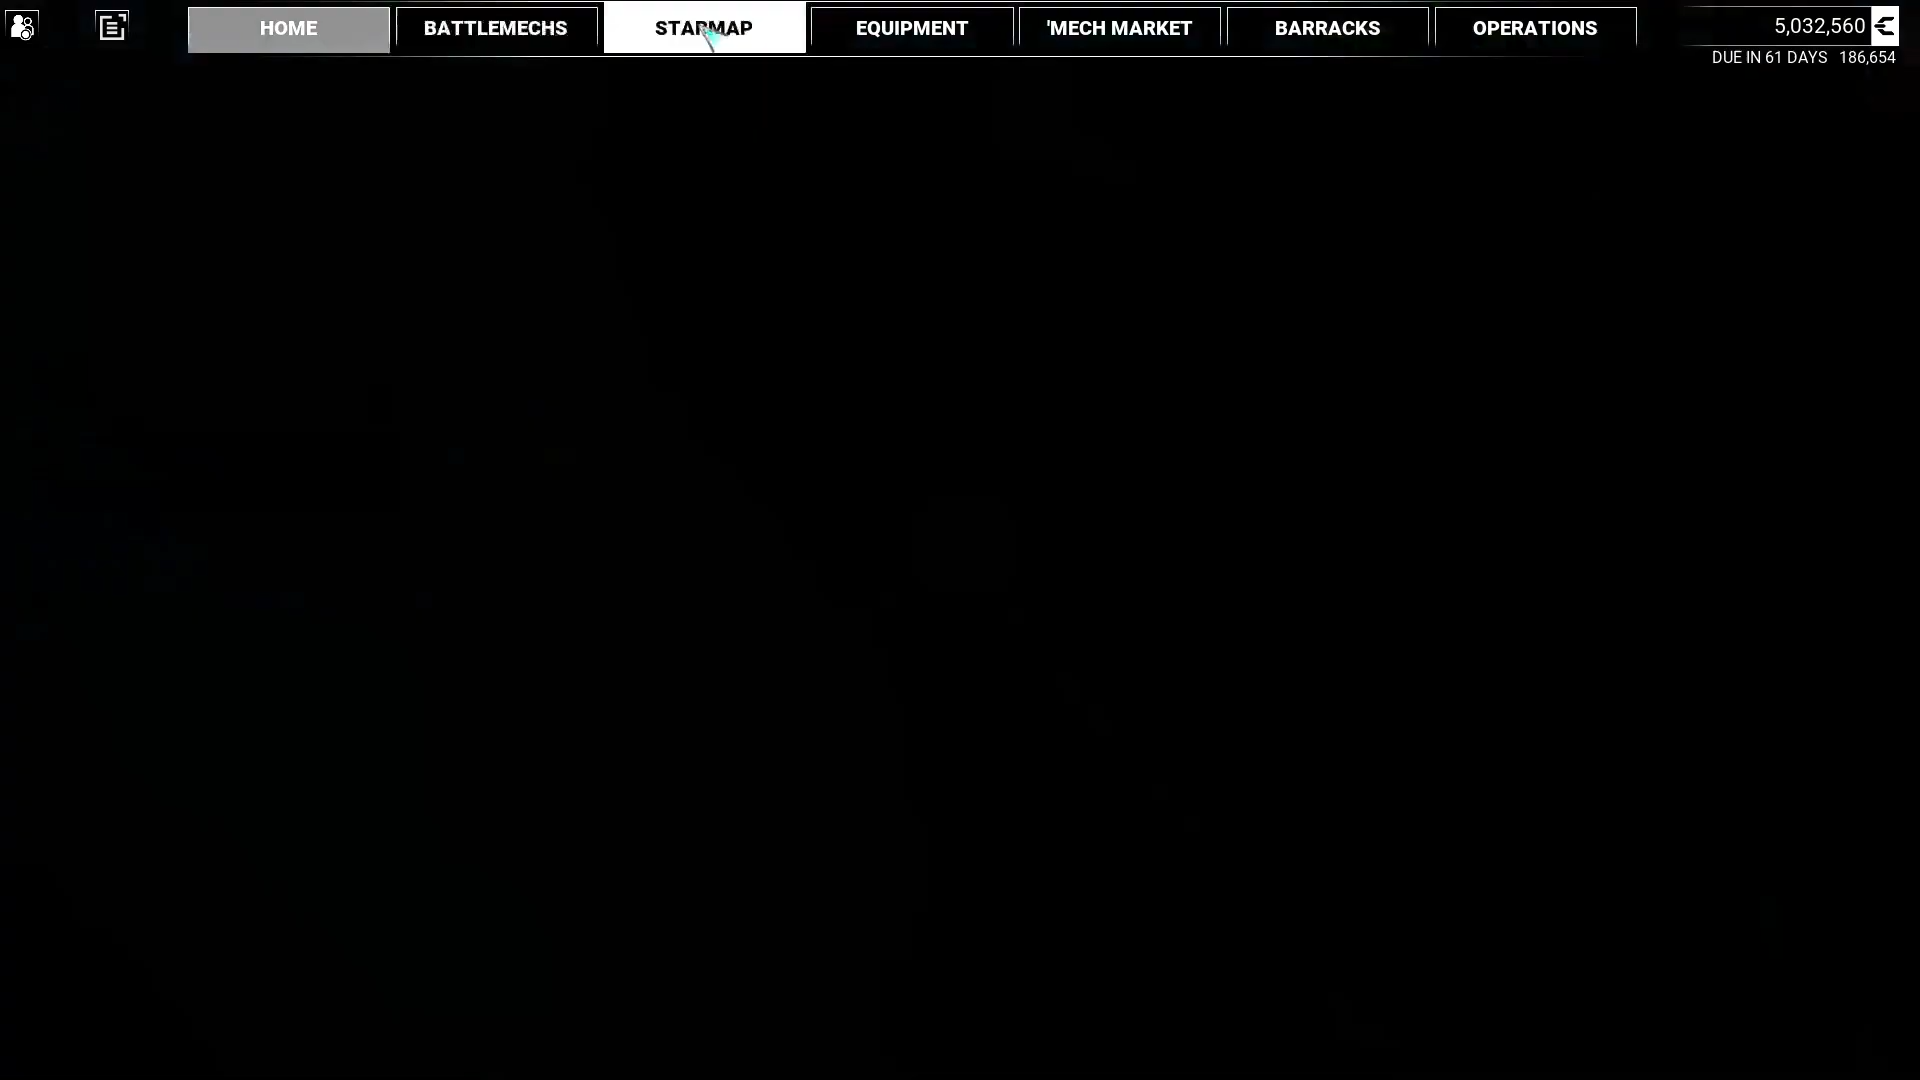 HOME
BATTLEMECHS
STARMAP
EQUIPMENT
'MECH MARKET
BARRACKS
OPERATIONS
5,032,560
DUE IN 61 DAYS 186,654